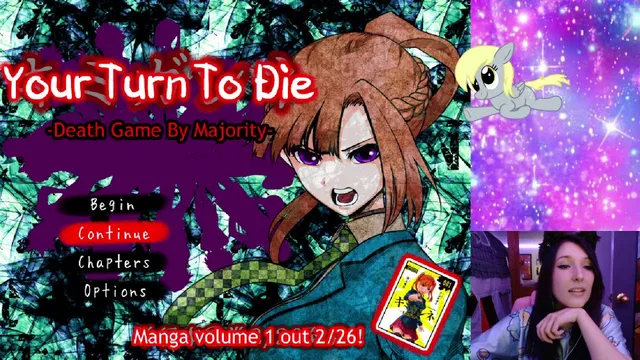 Your Turn To Die
-Death Game By Majority-
Begin
Continue
Chapters
Options
Manga volume 1 out 2/26!